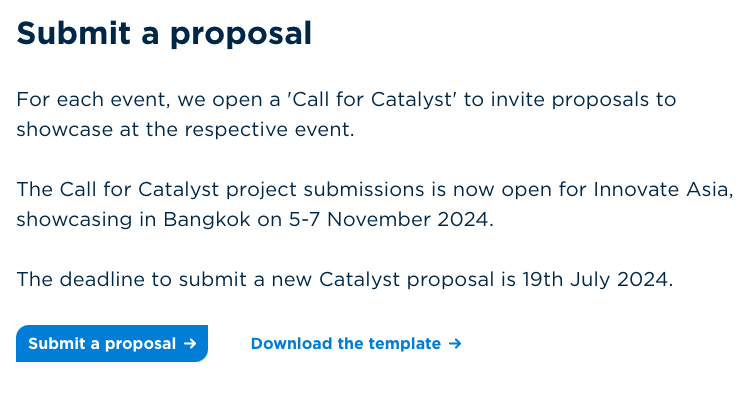 Submit a proposal
For each event, we open a 'Call for Catalyst' to invite proposals to
showcase at the respective event.
The Call for Catalyst project submissions is now open for Innovate Asia,
showcasing in Bangkok on 5-7 November 2024.
The deadline to submit a new Catalyst proposal is 19th July 2024.
Submit a proposal → Download the template →